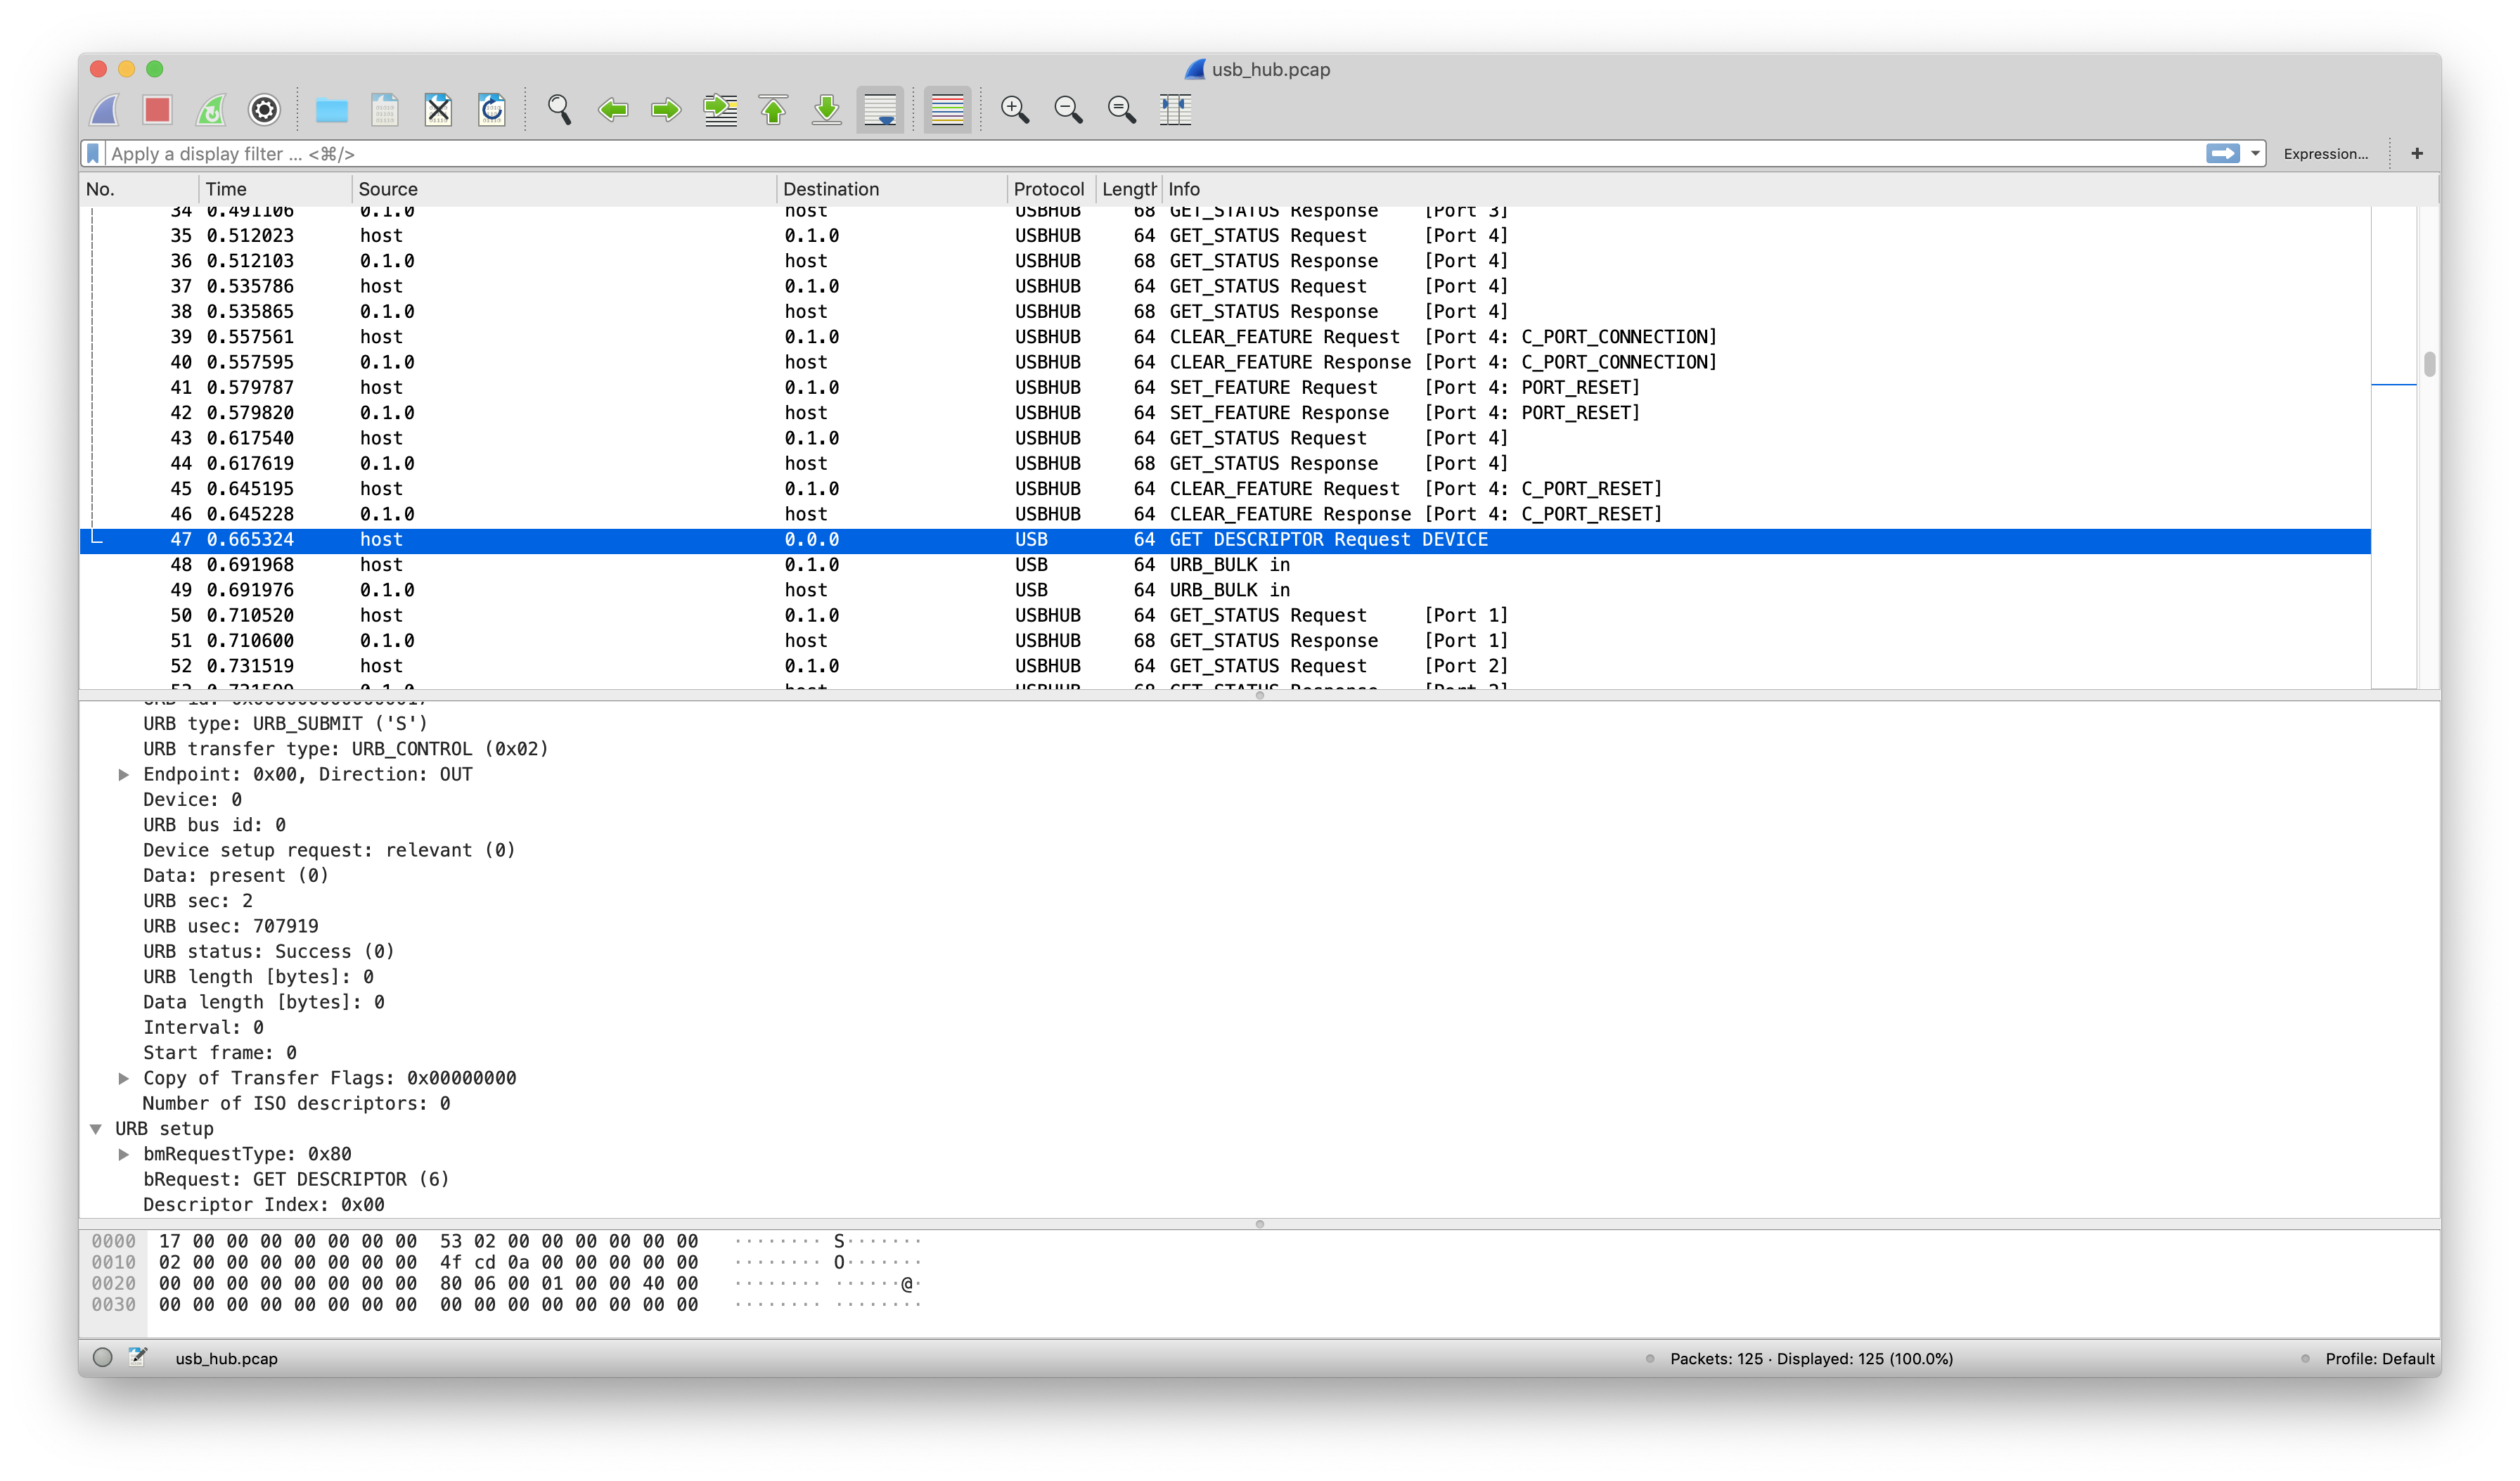 usb_hub.pcap
Apply a display filter ... <⌘/>
Expression...
+
No. Time Source Destination Protocol Length Info
34 0.491106 0.1.0 host USBHUB 68 GET_STATUS Response [Port 3]
35 0.512023 host 0.1.0 USBHUB 64 GET_STATUS Request [Port 4]
36 0.512103 0.1.0 host USBHUB 68 GET_STATUS Response [Port 4]
37 0.535786 host 0.1.0 USBHUB 64 GET_STATUS Request [Port 4]
38 0.535865 0.1.0 host USBHUB 68 GET_STATUS Response [Port 4]
39 0.557561 host 0.1.0 USBHUB 64 CLEAR_FEATURE Request [Port 4: C_PORT_CONNECTION]
40 0.557595 0.1.0 host USBHUB 64 CLEAR_FEATURE Response [Port 4: C_PORT_CONNECTION]
41 0.579787 host 0.1.0 USBHUB 64 SET_FEATURE Request [Port 4: PORT_RESET]
42 0.579820 0.1.0 host USBHUB 64 SET_FEATURE Response [Port 4: PORT_RESET]
43 0.617540 host 0.1.0 USBHUB 64 GET_STATUS Request [Port 4]
44 0.617619 0.1.0 host USBHUB 68 GET_STATUS Response [Port 4]
45 0.645195 host 0.1.0 USBHUB 64 CLEAR_FEATURE Request [Port 4: C_PORT_RESET]
46 0.645228 0.1.0 host USBHUB 64 CLEAR_FEATURE Response [Port 4: C_PORT_RESET]
47 0.665324 host 0.0.0 USB 64 GET DESCRIPTOR Request DEVICE
48 0.691968 host 0.1.0 USB 64 URB_BULK in
49 0.691976 0.1.0 host USB 64 URB_BULK in
50 0.710520 host 0.1.0 USBHUB 64 GET_STATUS Request [Port 1]
51 0.710600 0.1.0 host USBHUB 68 GET_STATUS Response [Port 1]
52 0.731519 host 0.1.0 USBHUB 64 GET_STATUS Request [Port 2]
URB type: URB_SUBMIT ('S')
URB transfer type: URB_CONTROL (0x02)
Endpoint: 0x00, Direction: OUT
Device: 0
URB bus id: 0
Device setup request: relevant (0)
Data: present (0)
URB sec: 2
URB usec: 707919
URB status: Success (0)
URB length [bytes]: 0
Data length [bytes]: 0
Interval: 0
Start frame: 0
Copy of Transfer Flags: 0x00000000
Number of ISO descriptors: 0
URB setup
bmRequestType: 0x80
bRequest: GET DESCRIPTOR (6)
Descriptor Index: 0x00
0000 17 00 00 00 00 00 00 00 53 02 00 00 00 00 00 00 ········ S·······
0010 02 00 00 00 00 00 00 00 4f cd 0a 00 00 00 00 00 ········ O·······
0020 00 00 00 00 00 00 00 00 80 06 00 01 00 00 40 00 ········ ······@·
0030 00 00 00 00 00 00 00 00 00 00 00 00 00 00 00 00 ········ ········
usb_hub.pcap
Packets: 125 · Displayed: 125 (100.0%)
Profile: Default